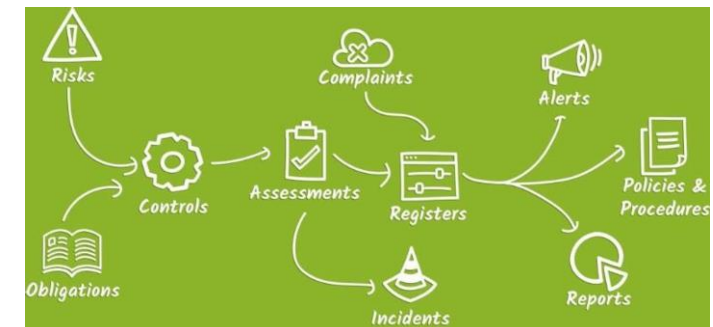 Risks
Complaints
Alerts
Controls
Assessments
Registers
Policies &
Procedures
Obligations
Incidents
Reports